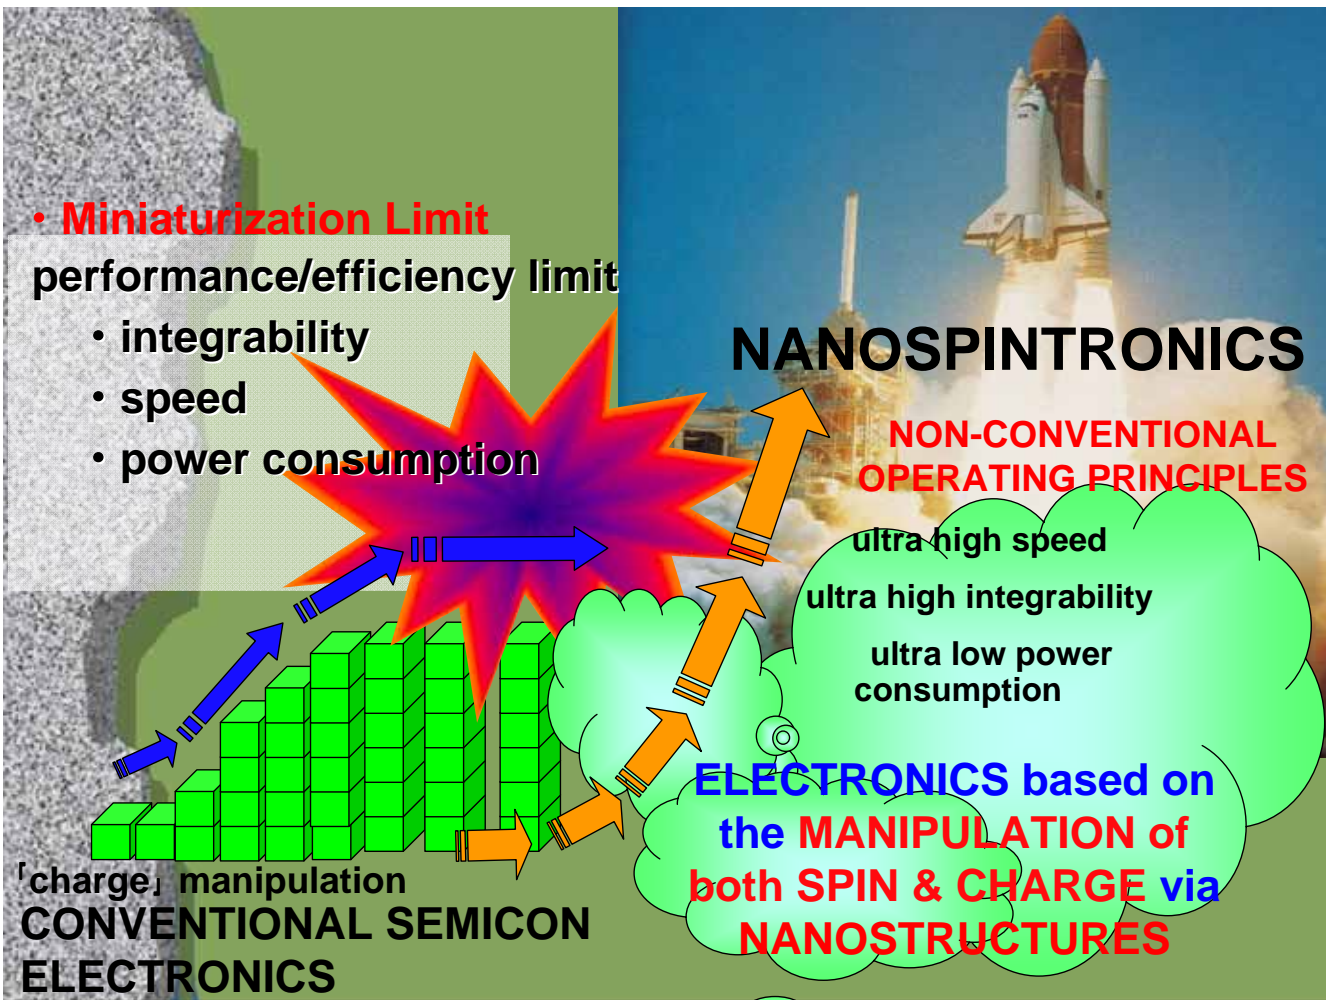 ・Miniaturization Limit
performance/efficiency limit
・integrability
・speed
・power consumption
NANOSPINTRONICS
NON-CONVENTIONAL
OPERATING PRINCIPLES
ultra high speed
ultra high integrability
ultra low power
consumption
ELECTRONICS based on
the MANIPULATION of
both SPIN & CHARGE via
NANOSTRUCTURES
「charge」manipulation
CONVENTIONAL SEMICON
ELECTRONICS